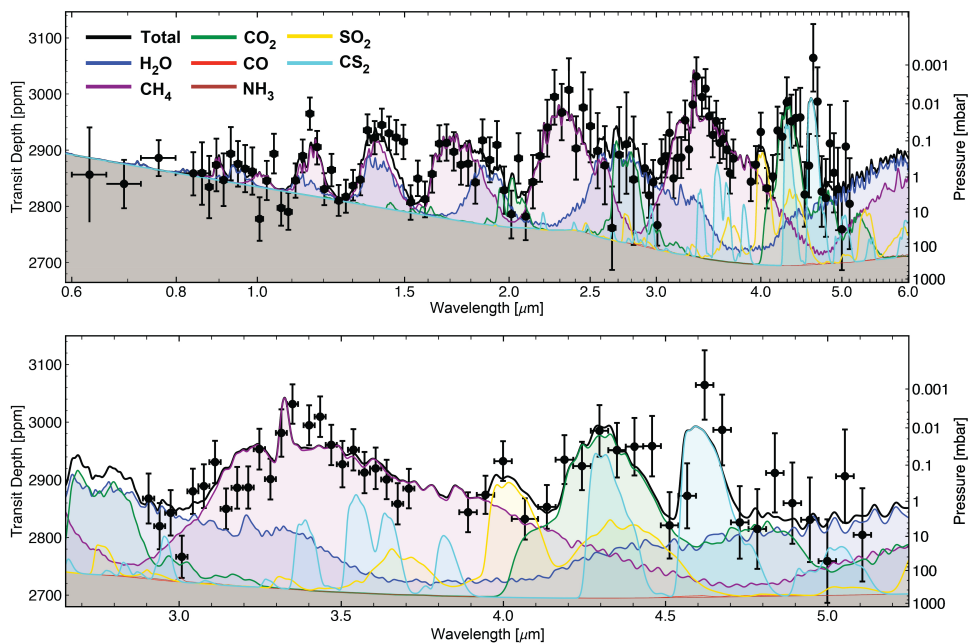 3100
3000
2900
2800
2700
Transit Depth [ppm]
Total
H2O
CH4
CO2
CO
NH3
SO2
CS2
0.001
0.01
0.1
1
10
100
1000
Pressure [mbar]
0.6 0.8 1.0 1.5 2.0 2.5 3.0 4.0 5.0 6.0
Wavelength [μm]
3100
3000
2900
2800
2700
Transit Depth [ppm]
0.001
0.01
0.1
1
10
100
1000
Pressure [mbar]
3.0 3.5 4.0 4.5 5.0
Wavelength [μm]